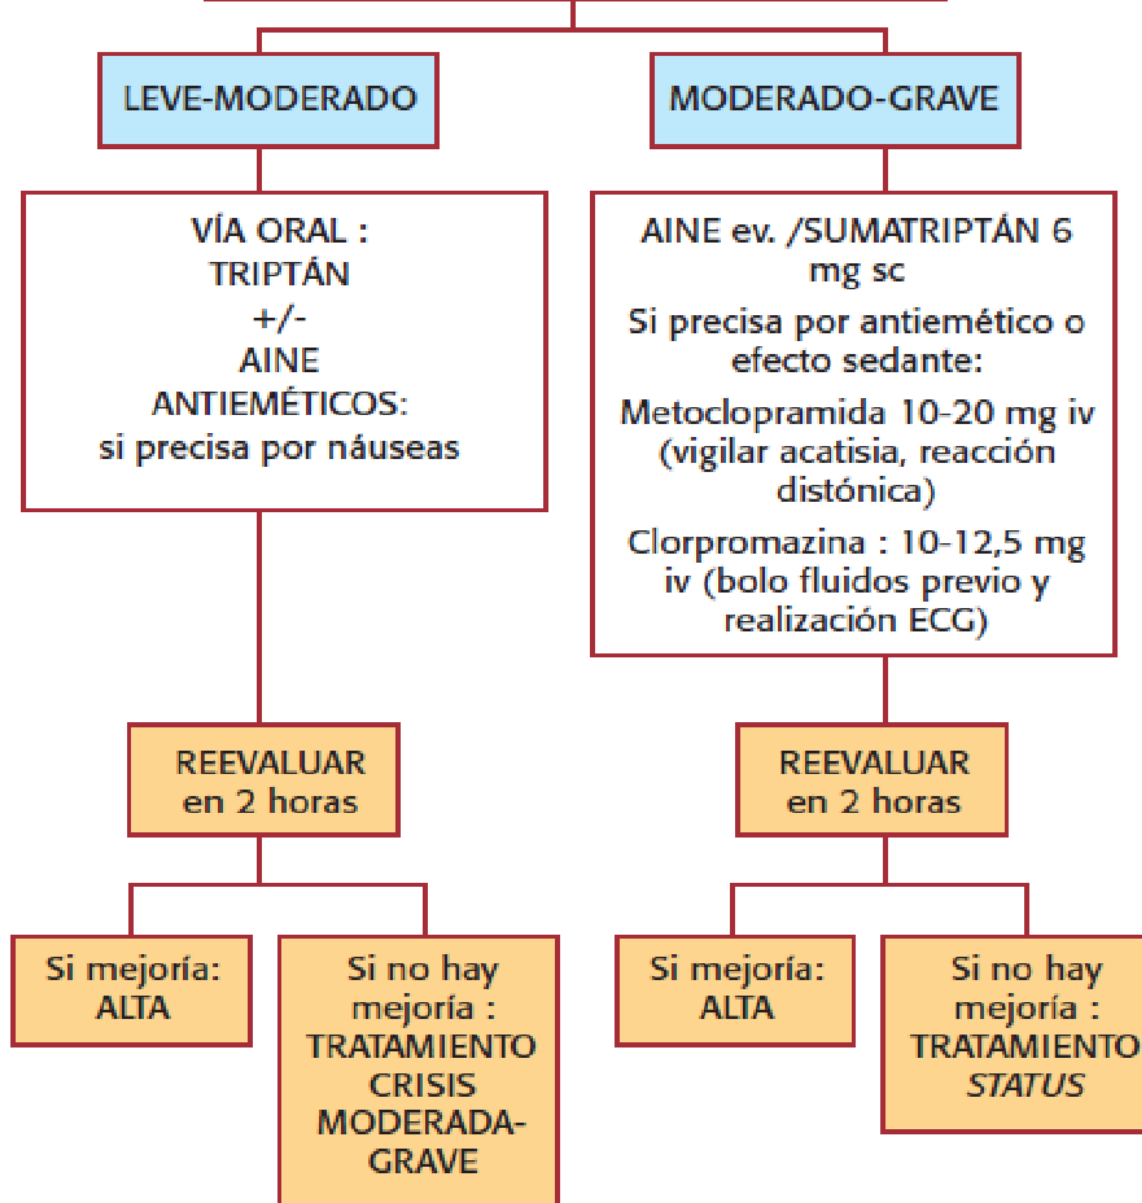 LEVE-MODERADO
VÍA ORAL :
TRIPTÁN
+/-
AINE
ANTIEMÉTICOS:
si precisa por náuseas
REEVALUAR
en 2 horas
Si mejoría:
ALTA
Si no hay
mejoría :
TRATAMIENTO
CRISIS
MODERADA-
GRAVE
MODERADO-GRAVE
AINE ev. /SUMATRIPTÁN 6
mg sc
Si precisa por antiemético o
efecto sedante:
Metoclopramida 10-20 mg iv
(vigilar acatisia, reacción
distónica)
Clorpromazina : 10-12,5 mg
iv (bolo fluidos previo y
realización ECG)
REEVALUAR
en 2 horas
Si mejoría:
ALTA
Si no hay
mejoría :
TRATAMIENTO
STATUS